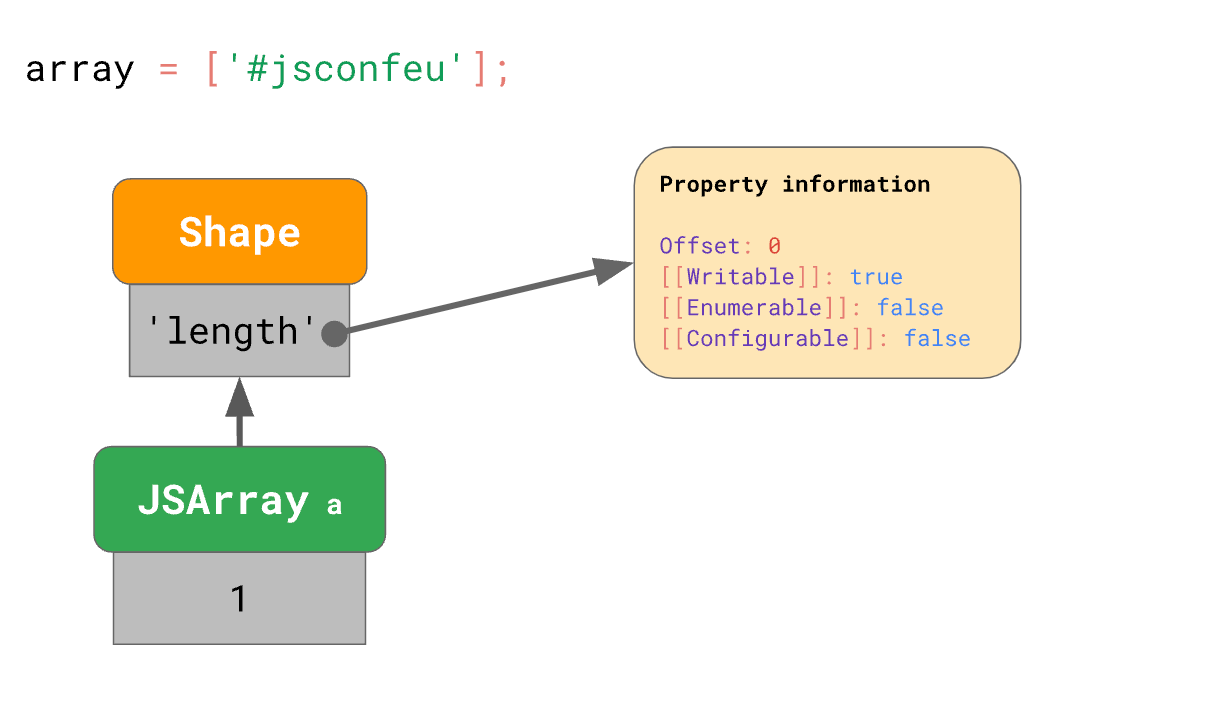 array = ['#jsconfeu'];
Shape
'length'
Property information
Offset: 0
[[Writable]]: true
[[Enumerable]]: false
[[Configurable]]: false
JSArray a
1